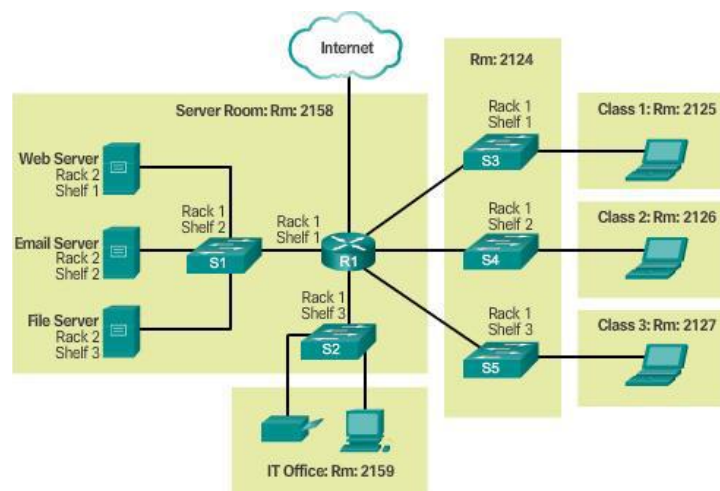 Internet
Server Room: Rm: 2158
Web Server
Rack 2
Shelf 1
Email Server
Rack 2
Shelf 2
File Server
Rack 2
Shelf 3
Rack 1
Shelf 2
S1
Rack 1
Shelf 1
R1
Rack 1
Shelf 3
S2
IT Office: Rm: 2159
Rm: 2124
Rack 1
Shelf 1
S3
Rack 1
Shelf 2
S4
Rack 1
Shelf 3
S5
Class 1: Rm: 2125
Class 2: Rm: 2126
Class 3: Rm: 2127